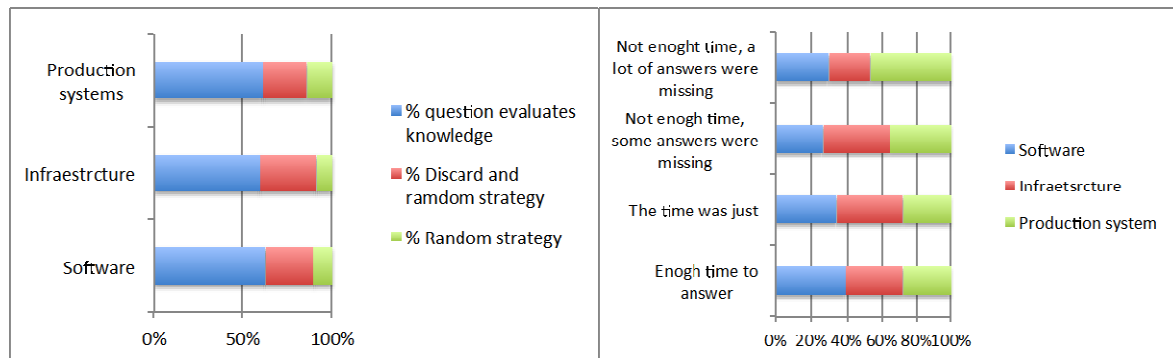 Production
systems
Infraestrcture
Software
0%
50%
100%
% question evaluates
knowledge
% Discard and
ramdom strategy
% Random strategy
Not enoght time, a
lot of answers were
missing
Not enogh time,
some answers were
missing
The time was just
Enogh time to
answer
0% 20% 40% 60% 80%100%
Software
Infraetsrcture
Production system